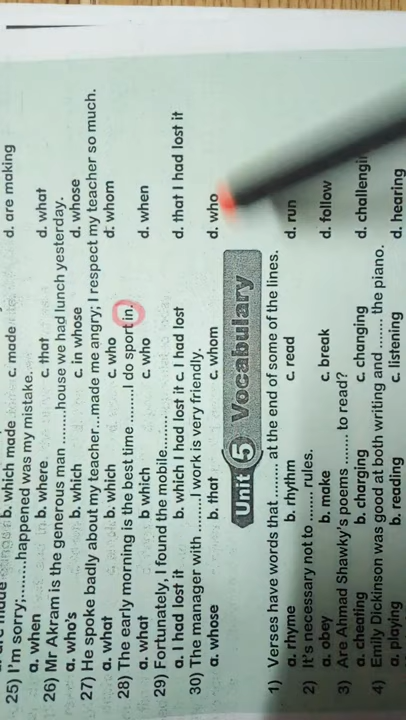 b. which made c. made d. are making
25) I'm sorry;.........happened was my mistake.
a. when b. where c. that d. what
26) Mr Akram is the generous man .........house we had lunch yesterday.
a. who's b. which c. in whose d. whose
27) He spoke badly about my teacher...made me angry; I respect my teacher so much.
a. what b. which c. who d. whom
28) The early morning is the best time .........I do sport in.
a. what b which c. who d. when
29) Fortunately, I found the mobile.........
a. I had lost it b. which I had lost it c. I had lost d. that I had lost it
30) The manager with .........I work is very friendly.
a. whose b. that c. whom d. who
Unit 5 Vocabulary
1) Verses have words that........ at the end of some of the lines.
a. rhyme b. rhythm c. read d. run
2) It's necessary not to ........ rules.
a. obey b. make c. break d. follow
3) Are Ahmad Shawky's poems ....... to read?
a. cheating b. charging c. changing
4) Emily Dickinson was good at both writing and ........ the piano.
a. playing b. reading c. listening d. hearing